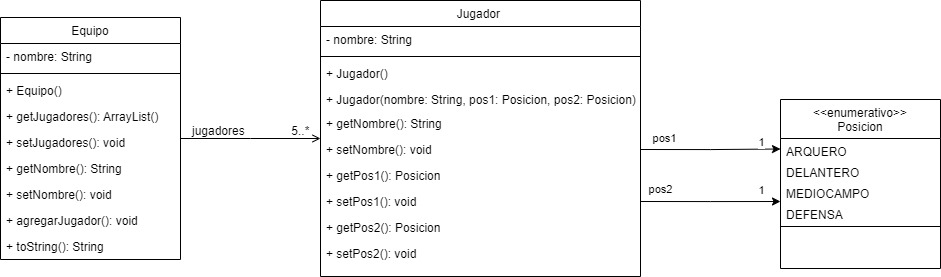 Equipo
- nombre: String
+ Equipo()
+ getJugadores(): ArrayList()
+ setJugadores(): void
+ getNombre(): String
+ setNombre(): void
+ agregarJugador(): void
+ toString(): String
jugadores
5..*
Jugador
- nombre: String
+ Jugador()
+ Jugador(nombre: String, pos1: Posicion, pos2: Posicion)
+ getNombre(): String
+ setNombre(): void
+ getPos1(): Posicion
+ setPos1(): void
+ getPos2(): Posicion
+ setPos2(): void
pos1
1
pos2
1
<<enumerativo>>
Posicion
ARQUERO
DELANTERO
MEDIOCAMPO
DEFENSA